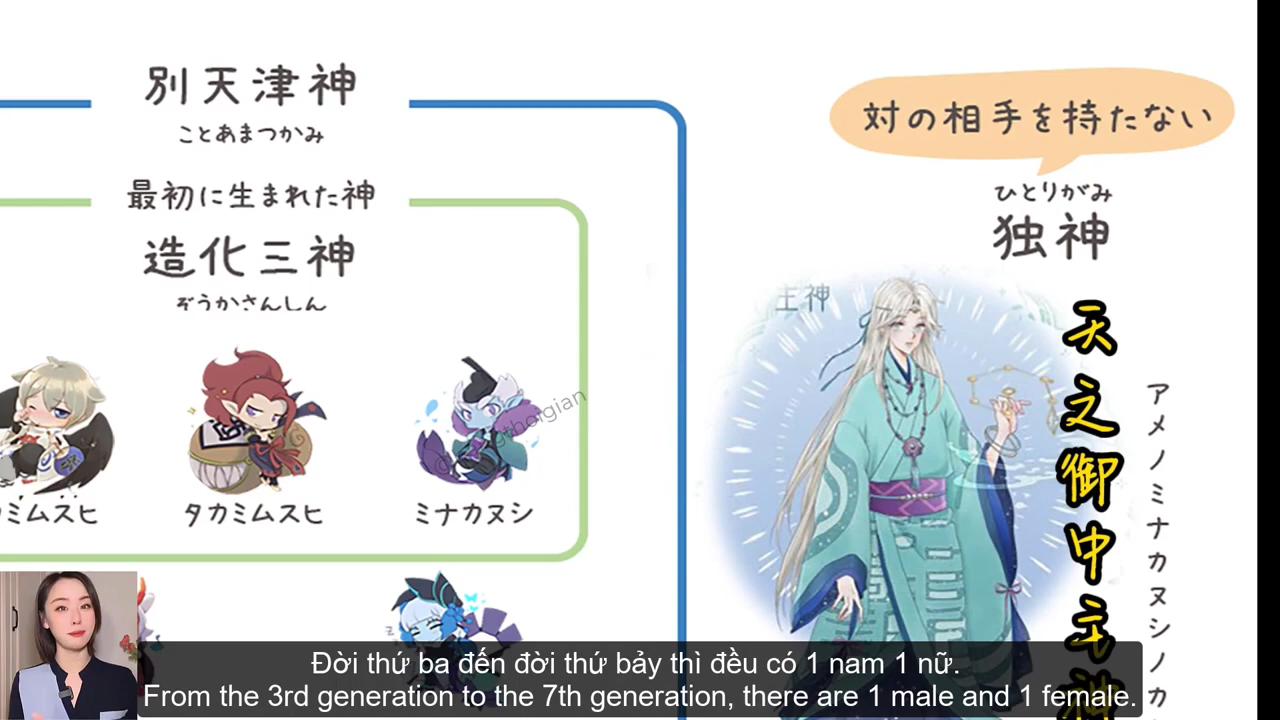 別天津神
ことあまつかみ
最初に生まれた神
造化三神
ぞうかさんしん
ミムスヒ
タカミムスヒ
ミナカヌシ
対の相手を持たない
ひとりがみ
独神
主神
天之御中主神
アメノミナカヌシノカ
Đời thứ ba đến đời thứ bảy thì đều có 1 nam 1 nữ.
From the 3rd generation to the 7th generation, there are 1 male and 1 female.